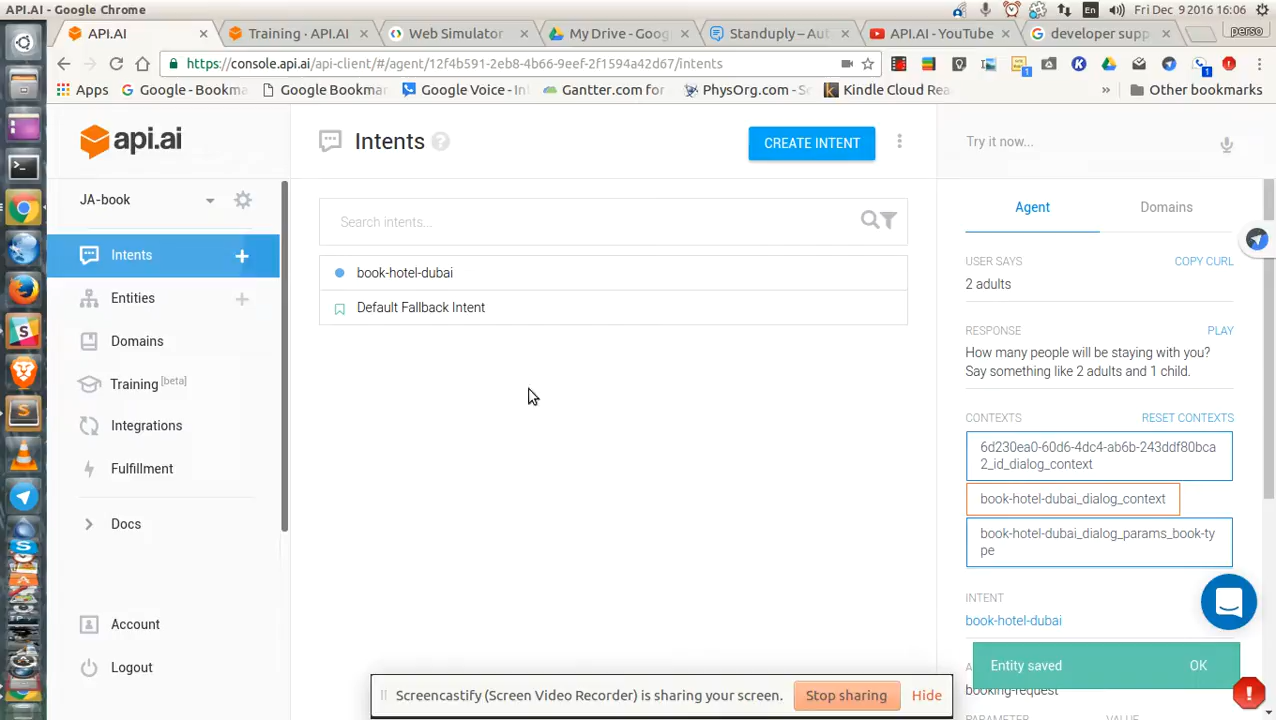 API.AI - Google Chrome
En
Fri Dec 9 2016 16:06
API.AI
Training · API.AI
Web Simulator
My Drive - Goog
Standuply – Aut
API.AI - YouTube
developer supp
perso
https://console.api.ai/api-client/#/agent/12f4b591-2eb8-4b66-9eef-2f1594a42d67/intents
Apps
Google - Bookma
Google Bookmar
Google Voice - In
Gantter.com for
PhysOrg.com - Sc
Kindle Cloud Rea
»
Other bookmarks
api.ai
Intents
CREATE INTENT
Try it now...
JA-book
Search intents...
Agent
Domains
Intents
book-hotel-dubai
USER SAYS
COPY CURL
2 adults
Entities
Default Fallback Intent
RESPONSE
PLAY
Domains
How many people will be staying with you?
Say something like 2 adults and 1 child.
Training [beta]
CONTEXTS
RESET CONTEXTS
Integrations
6d230ea0-60d6-4dc4-ab6b-243ddf80bca
2_id_dialog_context
Fulfillment
book-hotel-dubai_dialog_context
Docs
book-hotel-dubai_dialog_params_book-ty
pe
INTENT
book-hotel-dubai
Account
Entity saved
OK
Logout
booking-request
Screencastify (Screen Video Recorder) is sharing your screen.
Stop sharing
Hide
PARAMETER
VALUE